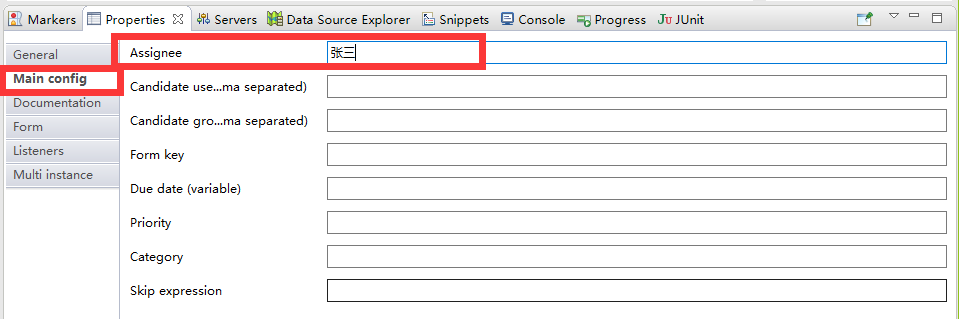 Markers Properties Servers Data Source Explorer Snippets Console Progress JUnit
General
Main config
Documentation
Form
Listeners
Multi instance
Assignee 张三
Candidate use...ma separated)
Candidate gro...ma separated)
Form key
Due date (variable)
Priority
Category
Skip expression